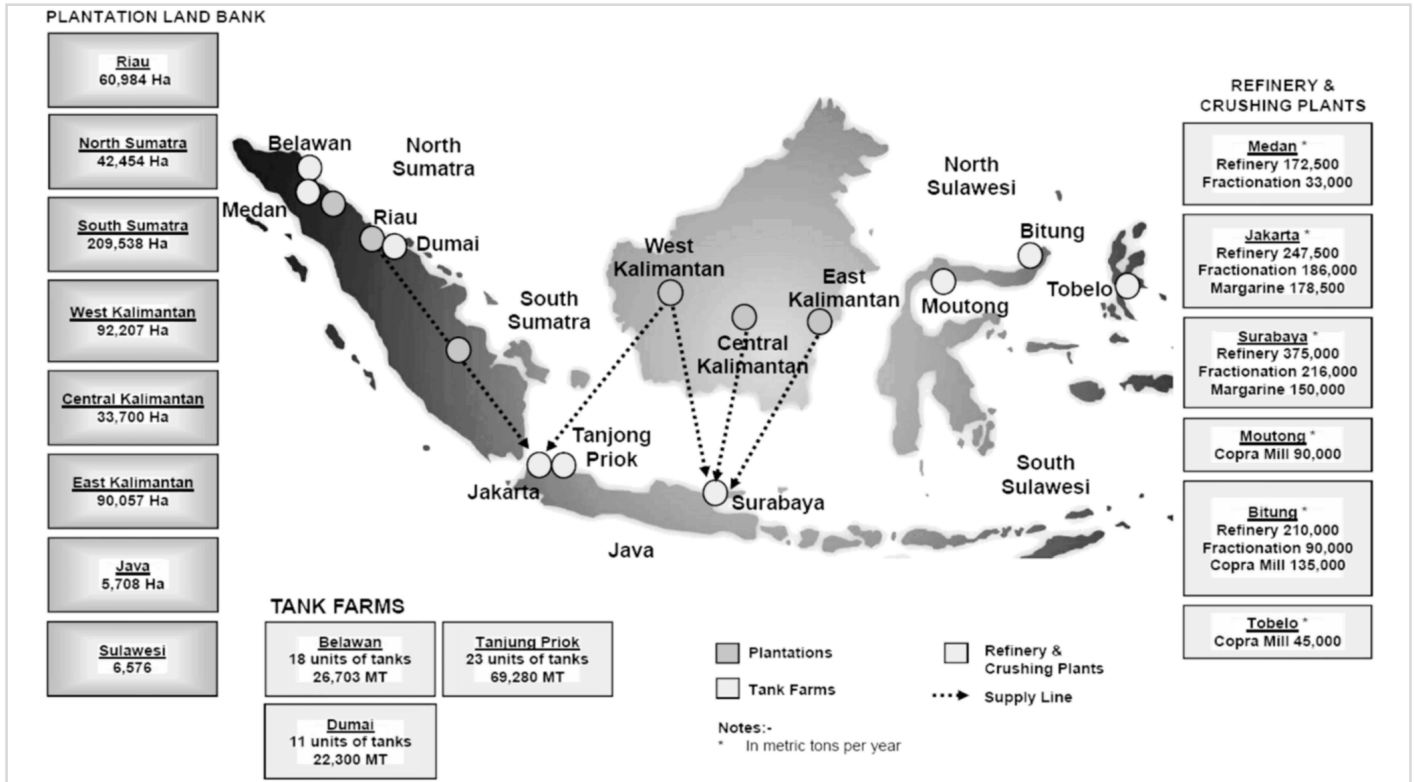 PLANTATION LAND BANK
Riau
60,984 Ha
North Sumatra
42,454 Ha
South Sumatra
209,538 Ha
West Kalimantan
92,207 Ha
Central Kalimantan
33,700 Ha
East Kalimantan
90,057 Ha
Java
5,708 Ha
Sulawesi
6,576
Belawan
North
Sumatra
Medan
Riau
Dumai
South
Sumatra
West
Kalimantan
East
Kalimantan
Central
Kalimantan
North
Sulawesi
Bitung
Moutong
Tobelo
Tanjong
Priok
Jakarta
Surabaya
Java
South
Sulawesi
REFINERY &
CRUSHING PLANTS
Medan *
Refinery 172,500
Fractionation 33,000
Jakarta *
Refinery 247,500
Fractionation 186,000
Margarine 178,500
Surabaya *
Refinery 375,000
Fractionation 216,000
Margarine 150,000
Moutong *
Copra Mill 90,000
Bitung *
Refinery 210,000
Fractionation 90,000
Copra Mill 135,000
Tobelo *
Copra Mill 45,000
TANK FARMS
Belawan
18 units of tanks
26,703 MT
Tanjung Priok
23 units of tanks
69,280 MT
Dumai
11 units of tanks
22,300 MT
Plantations
Tank Farms
Refinery &
Crushing Plants
Supply Line
Notes:-
* In metric tons per year